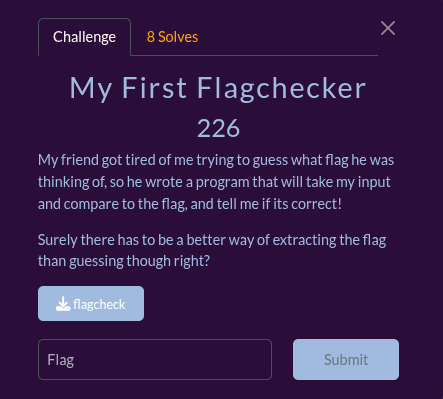 Challenge
8 Solves
My First Flagchecker
226
My friend got tired of me trying to guess what flag he was
thinking of, so he wrote a program that will take my input
and compare to the flag, and tell me if its correct!
Surely there has to be a better way of extracting the flag
than guessing though right?
flagcheck
Flag
Submit